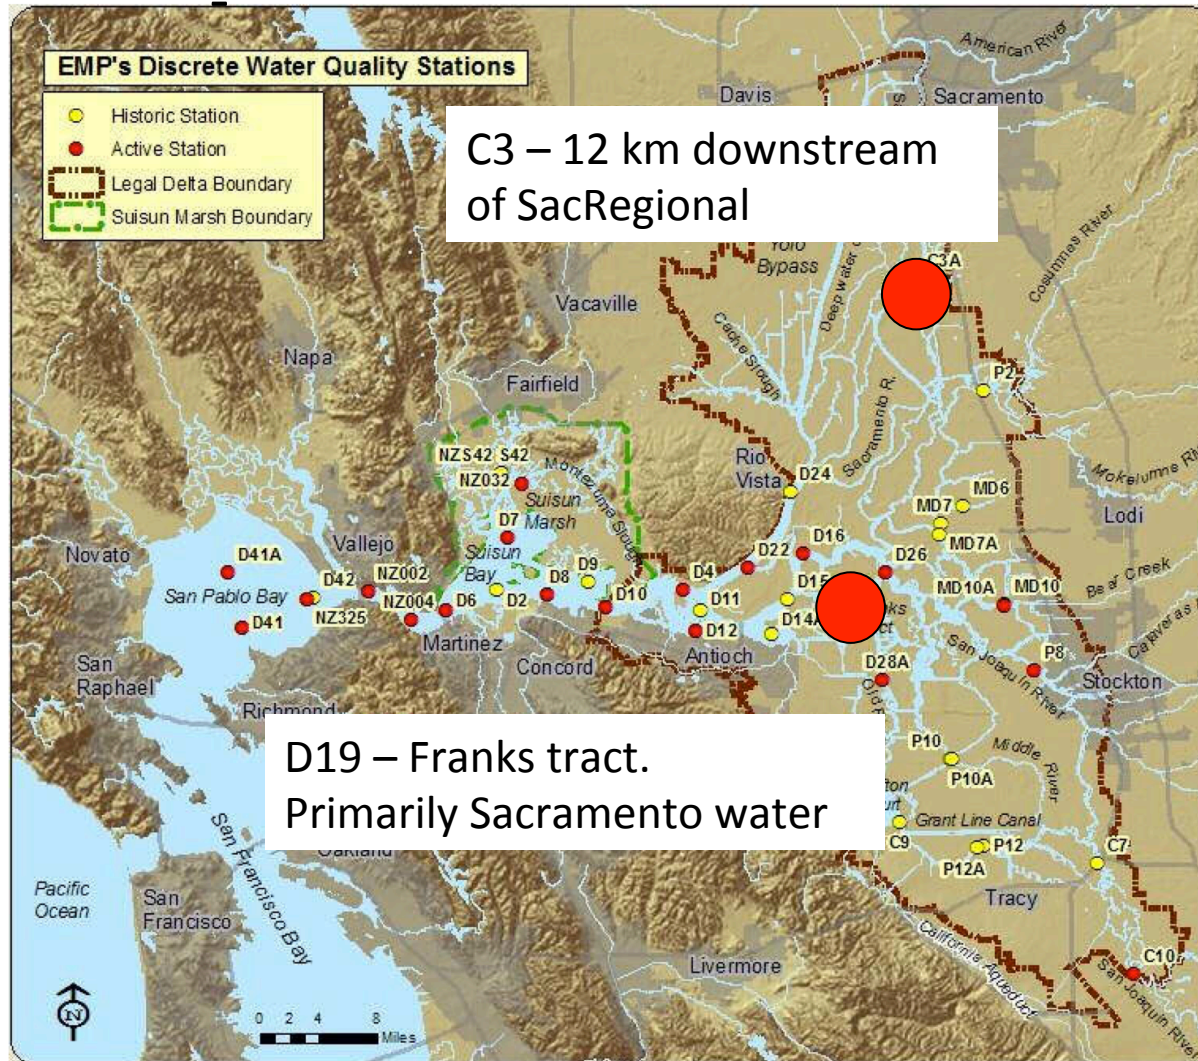 EMP's Discrete Water Quality Stations
Historic Station
Active Station
Legal Delta Boundary
Suisun Marsh Boundary
American River
Davis
Sacramento
C3 – 12 km downstream
of SacRegional
Yolo
Bypass
Deepwater
C3A
Cosumnes River
Vacaville
Napa
Cache Slough
Fairfield
P2
Sacramento R.
Mokelumne
NZS42
S42
Montezuma Slough
Rio
Vista
D24
NZ032
Suisun
Marsh
MD6
MD7
Lodi
D7
MD7A
Novato
Vallejo
Suisun
Bay
D16
D41A
D42
NZ002
D8
D9
D4
D22
D15
D26
MD10A
MD10
Bear Creek
San Pablo Bay
NZ004
D6
D2
D10
D11
D14A
D41
NZ325
Martinez
D12
Calaveras
San
Raphael
Concord
Antioch
D28A
San Joaquin River
P8
Stockton
Richmond
D19 – Franks tract.
Primarily Sacramento water
P10
P10A
Middle
River
Grant Line Canal
C9
P12
P12A
C7
Oakland
Pacific
Ocean
San
Francisco
San Francisco Bay
Tracy
Livermore
California Aqueduct
C10
San Joaquin River
N
0 2 4 8
Miles